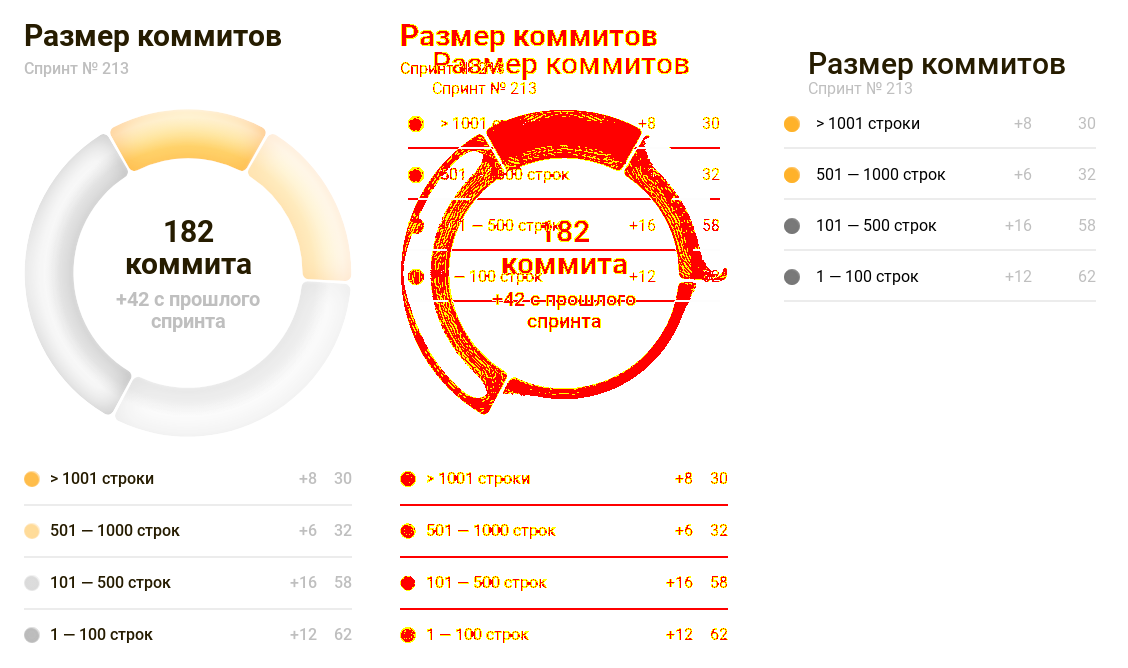 Размер коммитов
Спринт № 213
182
коммита
+42 с прошлого
спринта
> 1001 строки +8 30
501 — 1000 строк +6 32
101 — 500 строк +16 58
1 — 100 строк +12 62
Размер коммитов
Размер коммитов
Спринт № 213
Спринт № 213
> 1001 +8 30
501 1000 строк 32
1 — 500 строк +16 58
— 100 строк +12 62
182
коммита
+42 с прошлого
спринта
> 1001 строки +8 30
501 — 1000 строк +6 32
101 — 500 строк +16 58
1 — 100 строк +12 62
Размер коммитов
Спринт № 213
> 1001 строки +8 30
501 — 1000 строк +6 32
101 — 500 строк +16 58
1 — 100 строк +12 62